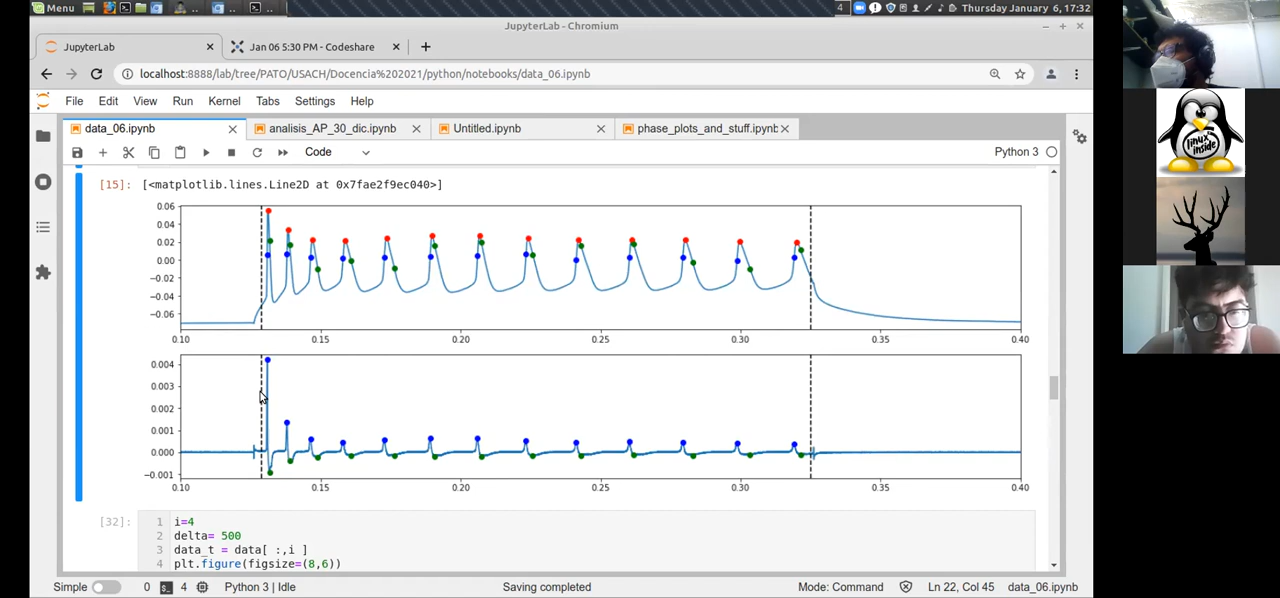 Menu
4
Thursday January 6, 17:32
JupyterLab - Chromium
JupyterLab
Jan 06 5:30 PM - Codeshare
localhost:8888/lab/tree/PATO/USACH/Docencia%202021/python/notebooks/data_06.ipynb
File Edit View Run Kernel Tabs Settings Help
data_06.ipynb
analisis_AP_30_dic.ipynb
Untitled.ipynb
phase_plots_and_stuff.ipynb
Code
Python 3
linux inside
[15]: [<matplotlib.lines.Line2D at 0x7fae2f9ec040>]
0.06
0.04
0.02
0.00
−0.02
−0.04
−0.06
0.10 0.15 0.20 0.25 0.30 0.35 0.40
0.004
0.003
0.002
0.001
0.000
−0.001
0.10 0.15 0.20 0.25 0.30 0.35 0.40
[32]: 1 i=4
2 delta= 500
3 data_t = data[ :,i ]
4 plt.figure(figsize=(8,6))
Simple 0 4 Python 3 | Idle Saving completed Mode: Command Ln 22, Col 45 data_06.ipynb